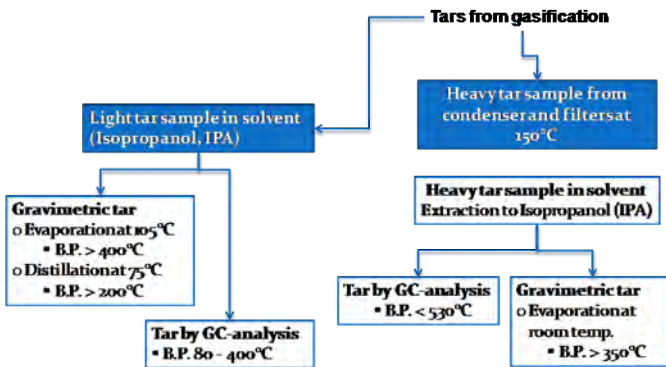 Tars from gasification
Heavy tar sample from
condenser and filters at
150°C
Light tar sample in solvent
(Isopropanol, IPA)
Heavy tar sample in solvent
Extraction to Isopropanol (IPA)
Gravimetric tar
o Evaporation at 105°C
▪ B.P. > 400°C
o Distillation at 75°C
▪ B.P. > 200°C
Tar by GC-analysis
▪ B.P. < 530°C
Gravimetric tar
o Evaporation at
room temp.
▪ B.P. > 350°C
Tar by GC-analysis
▪ B.P. 80 - 400°C